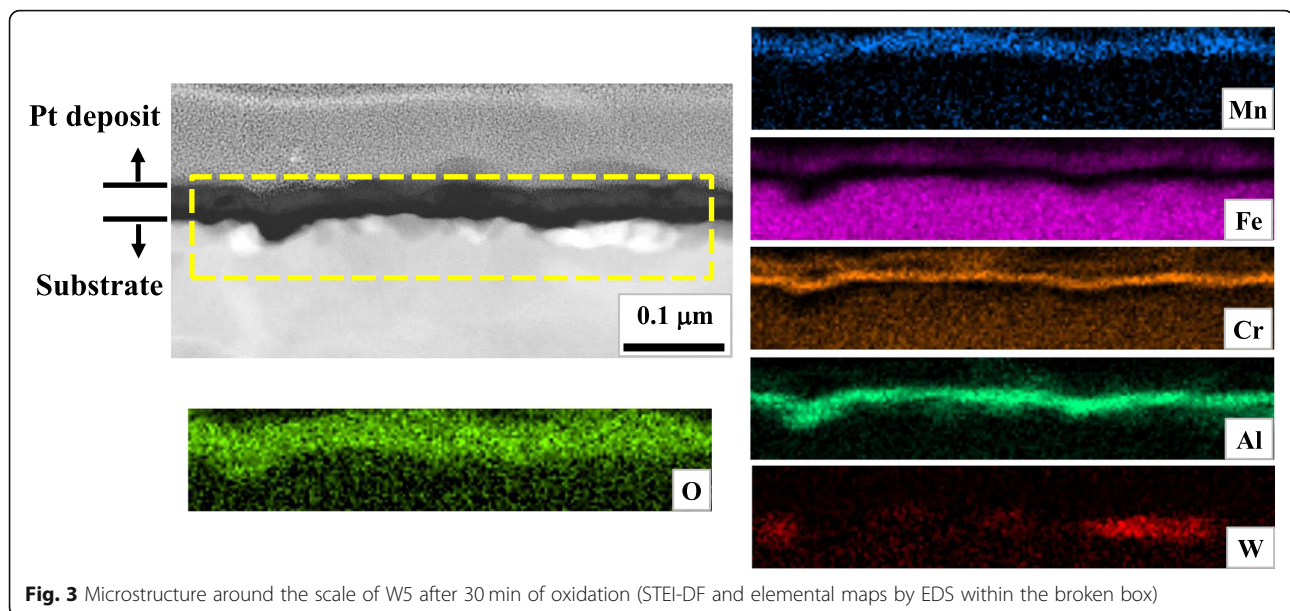 Pt deposit
Substrate
0.1 μm
O
Mn
Fe
Cr
Al
W
Fig. 3 Microstructure around the scale of W5 after 30 min of oxidation (STEI-DF and elemental maps by EDS within the broken box)